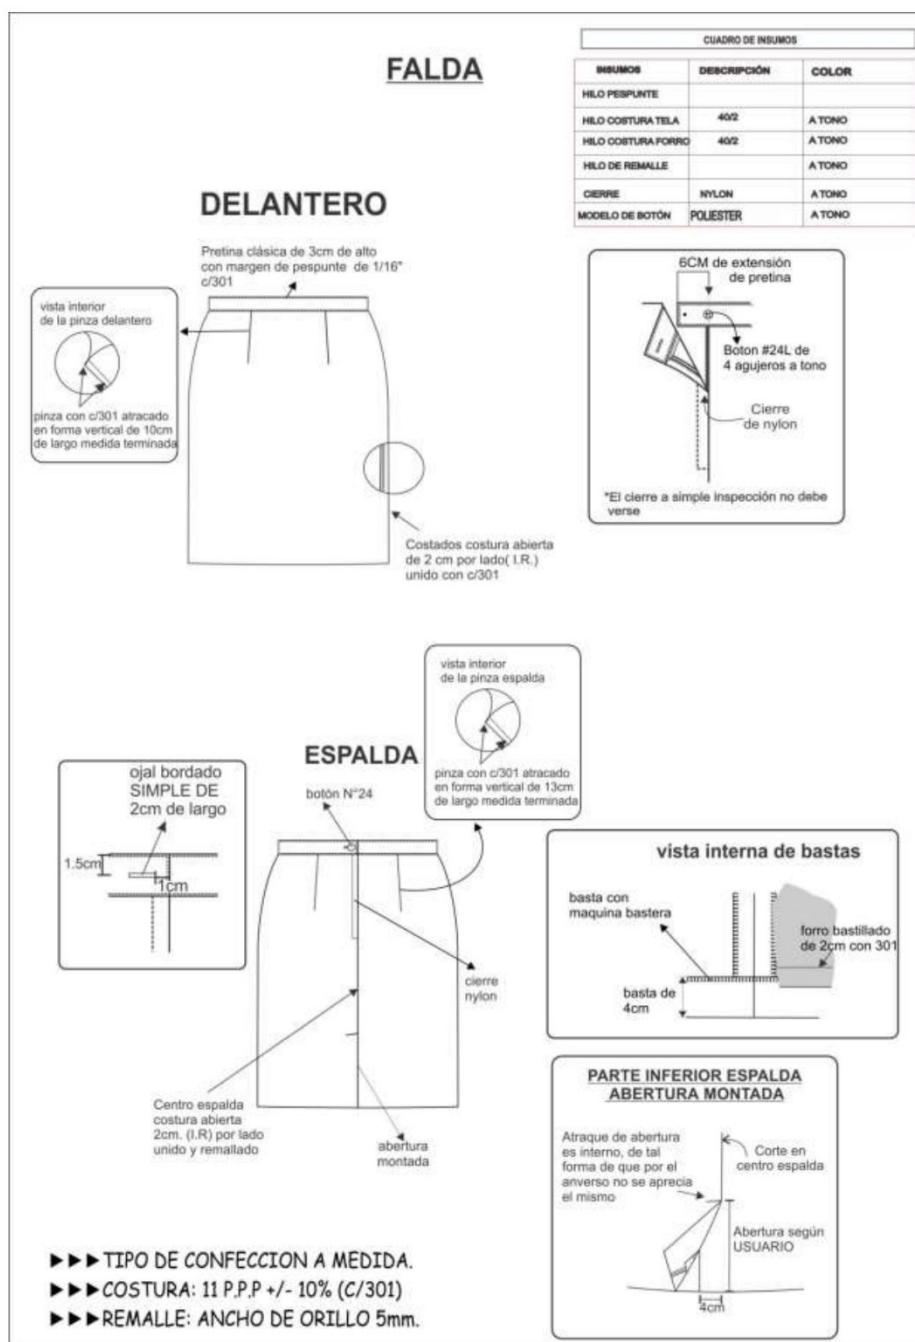 FALDA
CUADRO DE INSUMOS
INSUMOS DESCRIPCIÓN COLOR
HILO PESPUNTE
HILO COSTURA TELA 40/2 A TONO
HILO COSTURA FORRO 40/2 A TONO
HILO DE REMALLE A TONO
CIERRE NYLON A TONO
MODELO DE BOTÓN POLIESTER A TONO
DELANTERO
Pretina clásica de 3cm de alto
con margen de pespunte de 1/16"
c/301
vista interior
de la pinza delantero
pinza con c/301 atracado
en forma vertical de 10cm
de largo medida terminada
6CM de extensión
de pretina
Boton #24L de
4 agujeros a tono
Cierre
de nylon
*El cierre a simple inspección no debe
verse
Costados costura abierta
de 2 cm por lado( I.R.)
unido con c/301
vista interior
de la pinza espalda
pinza con c/301 atracado
en forma vertical de 13cm
de largo medida terminada
ESPALDA
botón N°24
ojal bordado
SIMPLE DE
2cm de largo
1.5cm
1cm
cierre
nylon
Centro espalda
costura abierta
2cm. (I.R) por lado
unido y remallado
abertura
montada
vista interna de bastas
basta con
maquina bastera
forro bastillado
de 2cm con 301
basta de
4cm
PARTE INFERIOR ESPALDA
ABERTURA MONTADA
Atraque de abertura
es interno, de tal
forma de que por el
anverso no se aprecia
el mismo
Corte en
centro espalda
Abertura según
USUARIO
4cm
►►►TIPO DE CONFECCION A MEDIDA.
►►►COSTURA: 11 P.P.P +/- 10% (C/301)
►►►REMALLE: ANCHO DE ORILLO 5mm.